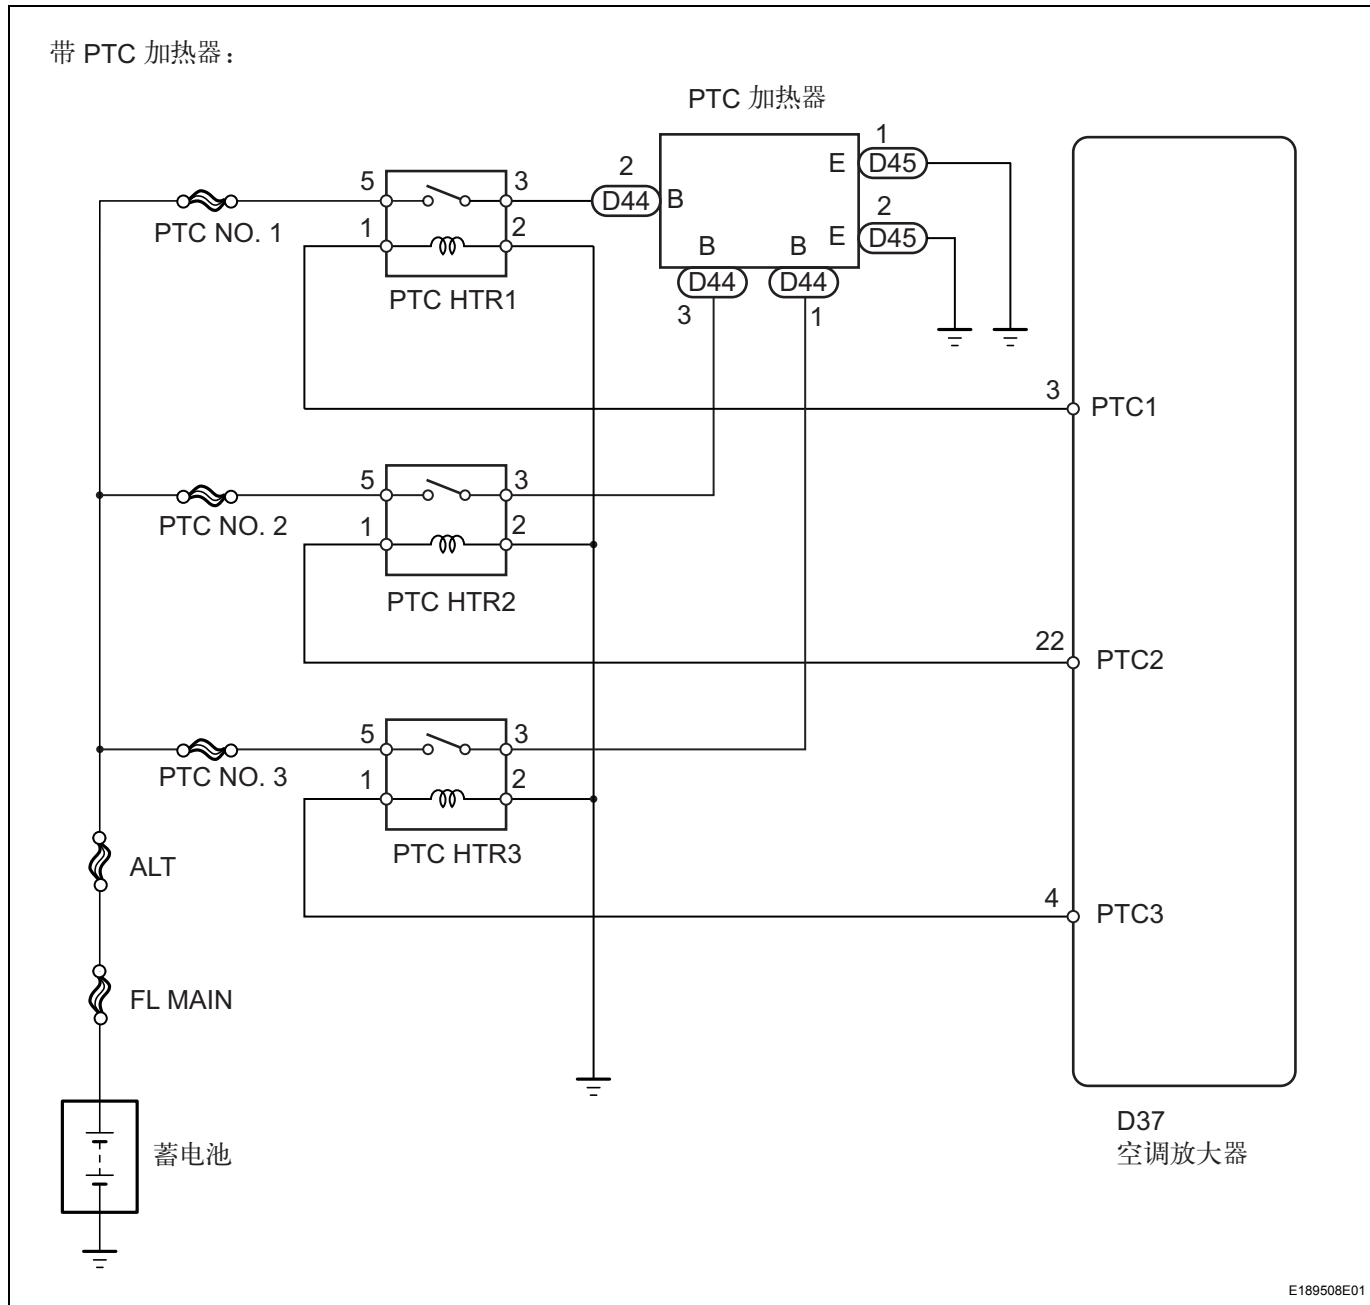 带 PTC 加热器：
PTC 加热器
5
3
2
D44
B
E
1
D45
PTC NO. 1
1
2
B
B
E
2
D45
PTC HTR1
D44
D44
3
1
3
PTC1
5
3
PTC NO. 2
1
2
PTC HTR2
22
PTC2
5
3
PTC NO. 3
1
2
PTC HTR3
ALT
4
PTC3
FL MAIN
蓄电池
D37
空调放大器
E189508E01